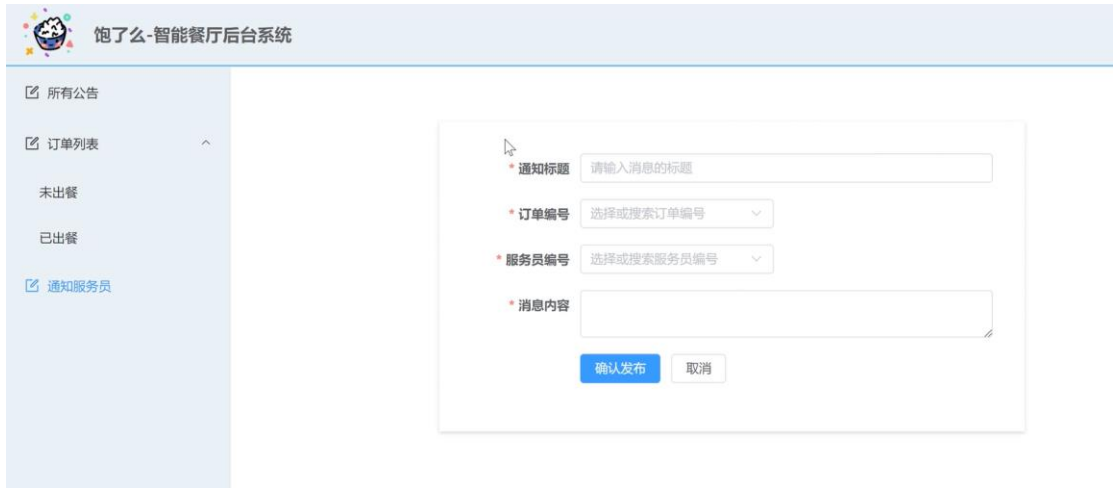 饱了么-智能餐厅后台系统
所有公告
订单列表
未出餐
已出餐
通知服务员
* 通知标题 请输入消息的标题
* 订单编号 选择或搜索订单编号
* 服务员编号 选择或搜索服务员编号
* 消息内容
确认发布 取消